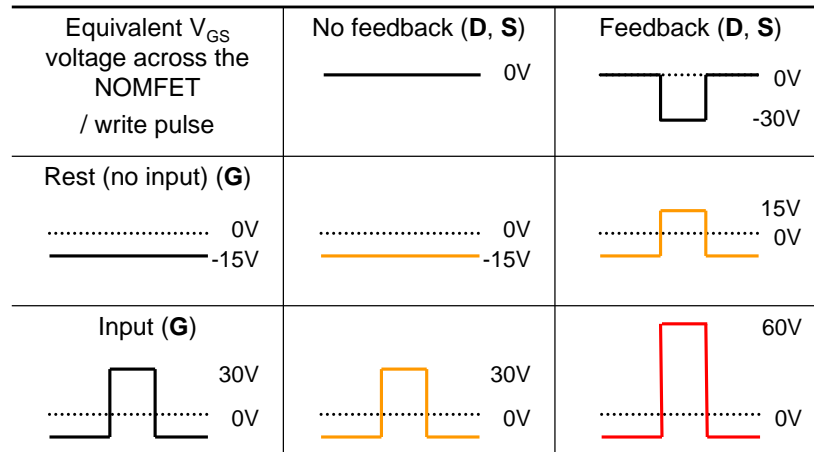 Equivalent VGS
voltage across the
NOMFET
/ write pulse
No feedback (D, S)
0V
Feedback (D, S)
0V
-30V
Rest (no input) (G)
0V
-15V
0V
-15V
15V
0V
Input (G)
30V
0V
30V
0V
60V
0V